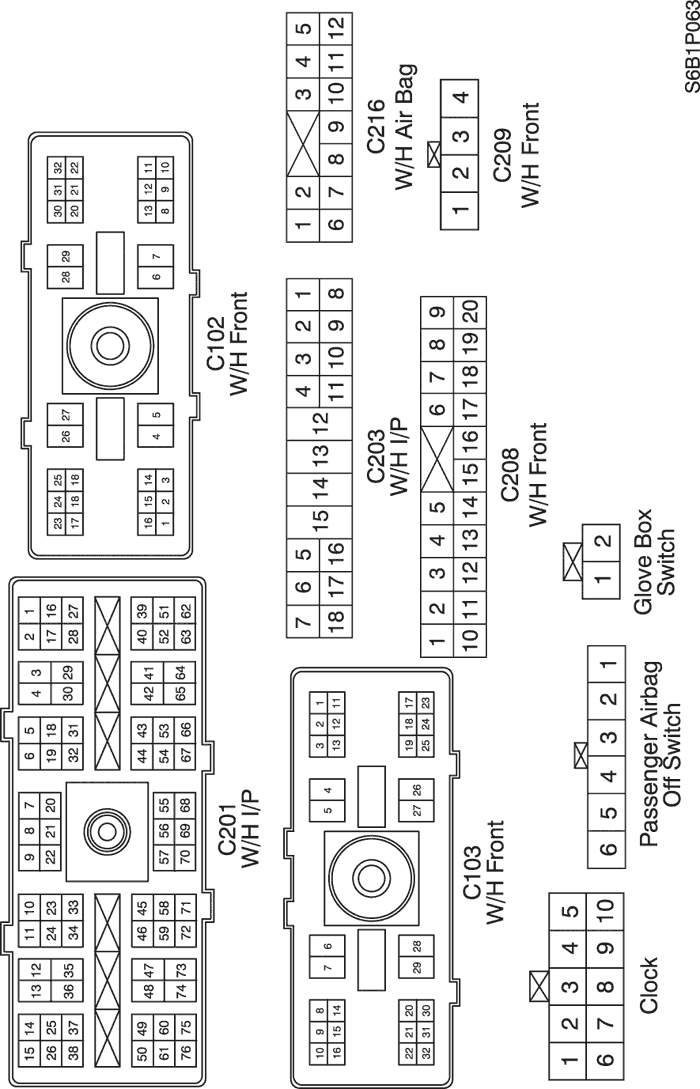 15 14 13 12 11 10 9 8 7 6 5 4 3 2 1
26 25 24 23 22 21 20 19 18 17 16
38 37 36 35 34 33 32 31 30 29 28 27
50 49 48 47 46 45 44 43 42 41 40 39
61 60 59 58 57 56 55 54 53 52 51
76 75 74 73 72 71 70 69 68 67 66 65 64 63 62
C201
W/H I/P
23 24 25 26 27 28 29 30 31 32
17 18 18 20 21 22
16 15 14 4 5 6 7 13 12 11
1 2 3 8 9 10
C102
W/H Front
10 9 8 7 6 5 4 3 2 1
16 15 14 13 12 11
22 21 20 29 28 27 26 19 18 17
32 31 30 25 24 23
C103
W/H Front
7 6 5 15 14 13 12 4 3 2 1
18 17 16 11 10 9 8
C203
W/H I/P
1 2 3 4 5
6 7 8 9 10 11 12
C216
W/H Air Bag
1 2 3 4 5 6 7 8 9
10 11 12 13 14 15 16 17 18 19 20
C208
W/H Front
1 2 3 4
C209
W/H Front
1 2 3 4 5
6 7 8 9 10
Clock
6 5 4 3 2 1
Passenger Airbag
Off Switch
1 2
Glove Box
Switch
S6B1P063